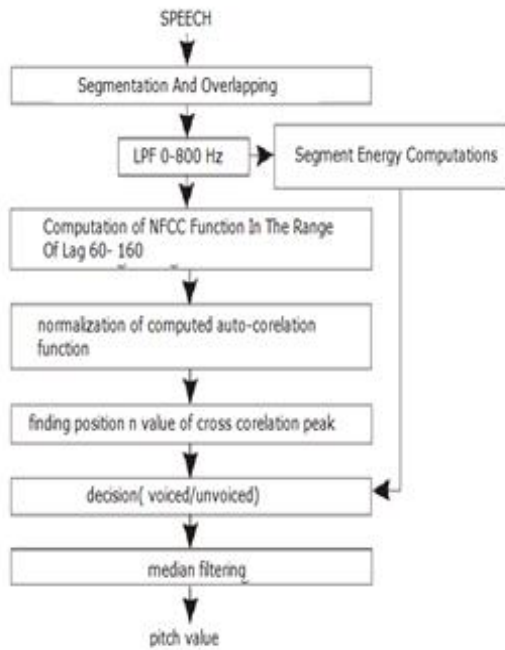 SPEECH
Segmentation And Overlapping
LPF 0-800 Hz
Segment Energy Computations
Computation of NFCC Function In The Range
Of Lag 60- 160
normalization of computed auto-corelation
function
finding position n value of cross corelation peak
decision( voiced/unvoiced)
median filtering
pitch value